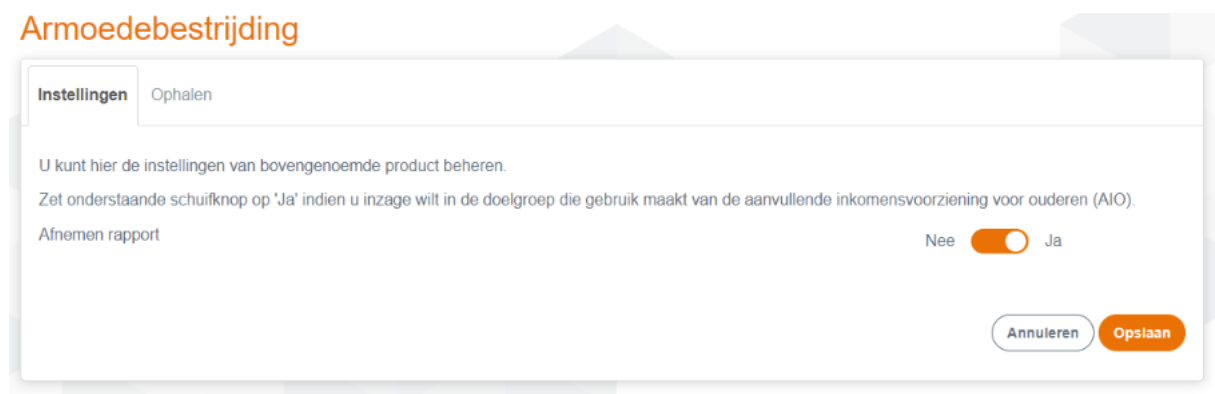 Armoedebestrijding
Instellingen Ophalen
U kunt hier de instellingen van bovengenoemde product beheren.
Zet onderstaande schuifknop op 'Ja' indien u inzage wilt in de doelgroep die gebruik maakt van de aanvullende inkomensvoorziening voor ouderen (AIO).
Afnemen rapport Nee Ja
Annuleren Opslaan